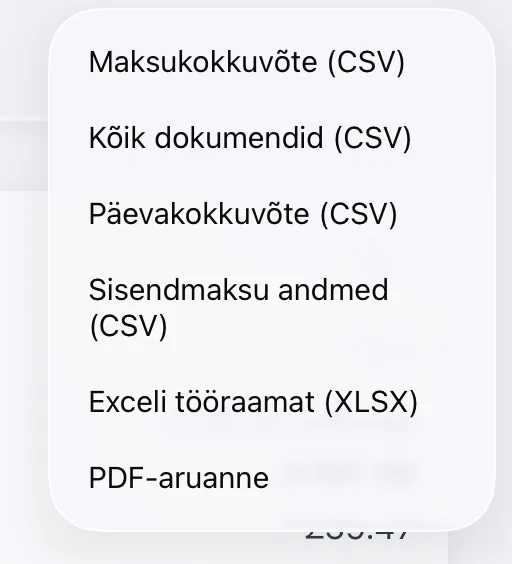 Maksukokkuvõte (CSV)
Kõik dokumendid (CSV)
Päevakokkuvõte (CSV)
Sisendmaksu andmed
(CSV)
Exceli tööraamat (XLSX)
PDF-aruanne